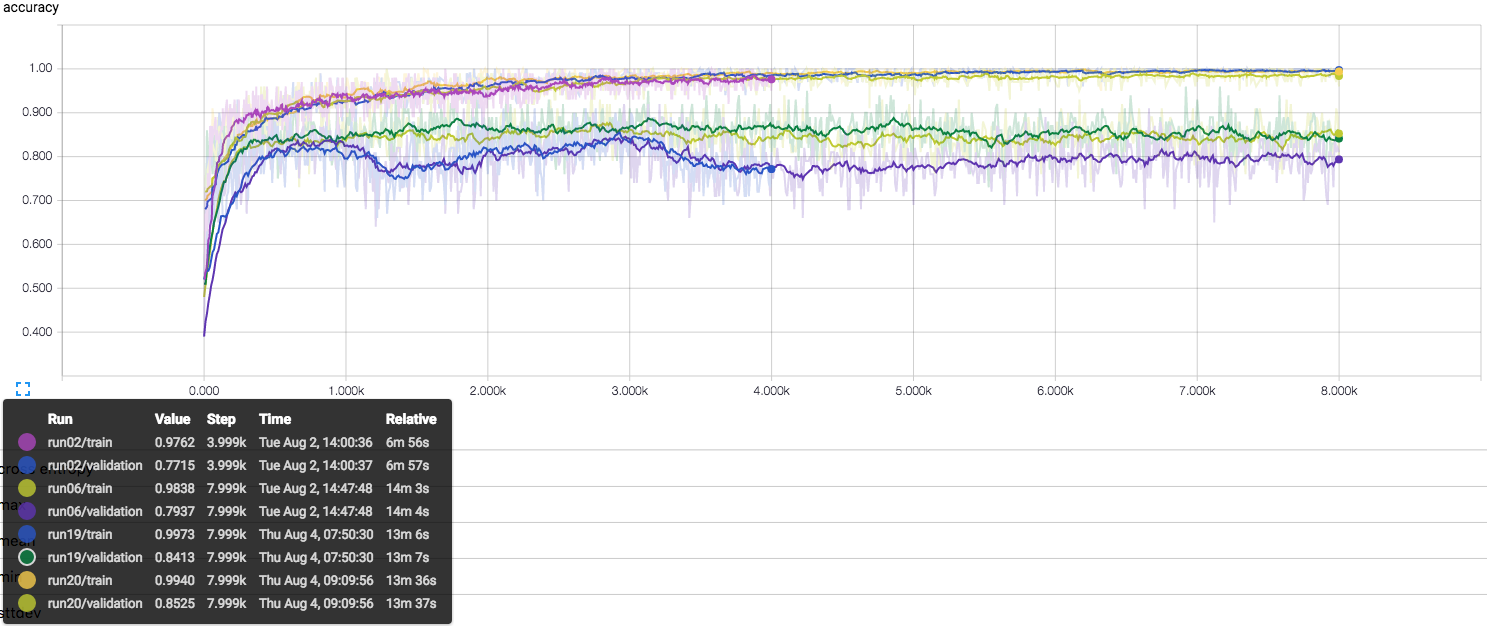 accuracy
1.00
0.900
0.800
0.700
0.600
0.500
0.400
0.000 1.000k 2.000k 3.000k 4.000k 5.000k 6.000k 7.000k 8.000k
Run Value Step Time Relative
run02/train 0.9762 3.999k Tue Aug 2, 14:00:36 6m 56s
run02/validation 0.7715 3.999k Tue Aug 2, 14:00:37 6m 57s
cross entropy
run06/train 0.9838 7.999k Tue Aug 2, 14:47:48 14m 3s
run06/validation 0.7937 7.999k Tue Aug 2, 14:47:48 14m 4s
max
run19/train 0.9973 7.999k Thu Aug 4, 07:50:30 13m 6s
mean
run19/validation 0.8413 7.999k Thu Aug 4, 07:50:30 13m 7s
run20/train 0.9940 7.999k Thu Aug 4, 09:09:56 13m 36s
min
run20/validation 0.8525 7.999k Thu Aug 4, 09:09:56 13m 37s
sttdev